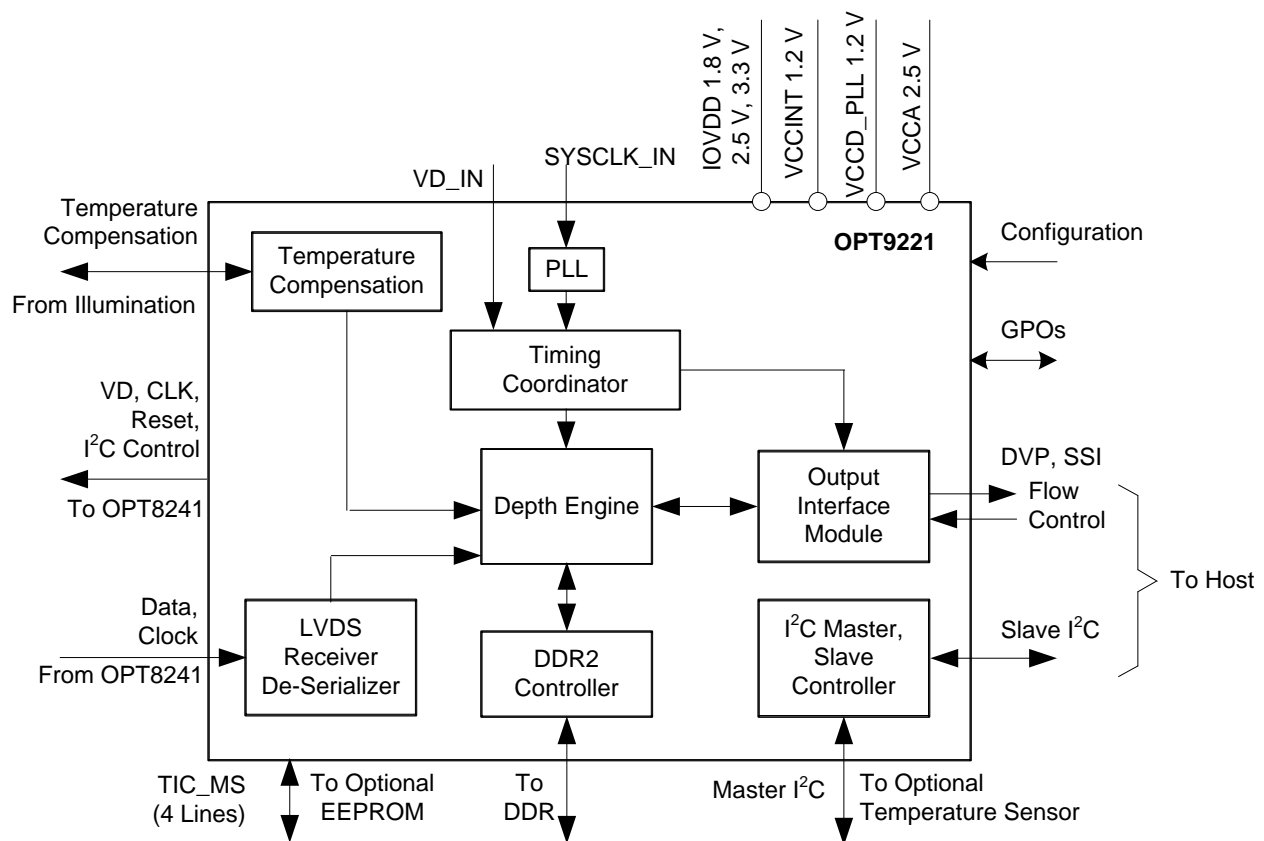 IOVDD 1.8 V,
2.5 V, 3.3 V
VCCINT 1.2 V
VCCD_PLL 1.2 V
VCCA 2.5 V
SYSCLK_IN
VD_IN
Temperature
Compensation
From Illumination
Temperature
Compensation
PLL
OPT9221
Configuration
Timing
Coordinator
GPOs
VD, CLK,
Reset,
I²C Control
To OPT8241
Depth Engine
Output
Interface
Module
DVP, SSI
Flow
Control
To Host
Data,
Clock
From OPT8241
LVDS
Receiver
De-Serializer
DDR2
Controller
I²C Master,
Slave
Controller
Slave I²C
TIC_MS
(4 Lines)
To Optional
EEPROM
To
DDR
Master I²C
To Optional
Temperature Sensor